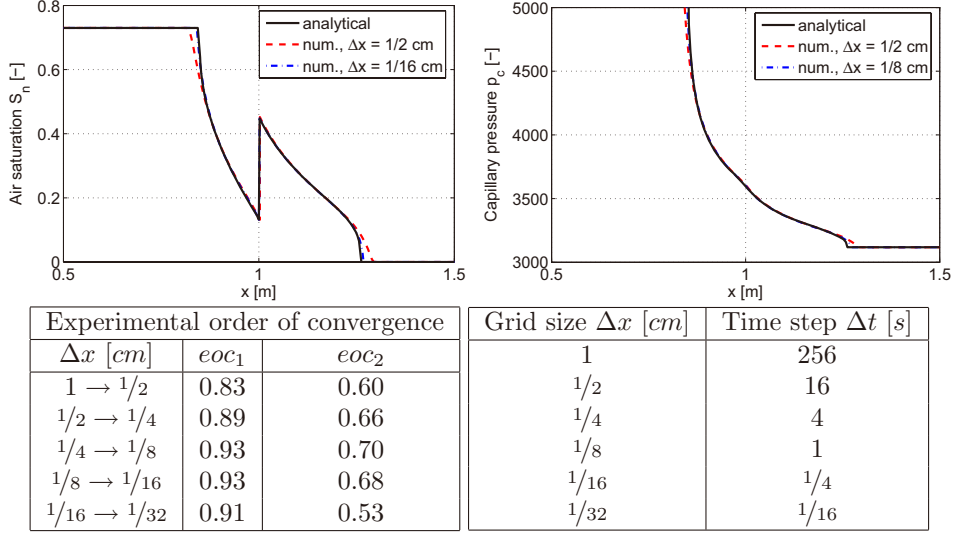 analytical
num., Δx = 1/2 cm
num., Δx = 1/16 cm
Air saturation Sn [–]
0.8
0.6
0.4
0.2
0
0.5
1
1.5
x [m]
analytical
num., Δx = 1/2 cm
num., Δx = 1/8 cm
Capillary pressure pc
5000
4500
4000
3500
3000
0.5
1
1.5
x [m]
Experimental order of convergence
Δx [cm] eoc1 eoc2
1 → 1/2 0.83 0.60
1/2 → 1/4 0.89 0.66
1/4 → 1/8 0.93 0.70
1/8 → 1/16 0.93 0.68
1/16 → 1/32 0.91 0.53
Grid size Δx [cm] Time step Δt [s]
1 256
1/2 16
1/4 4
1/8 1
1/16 1/4
1/32 1/16